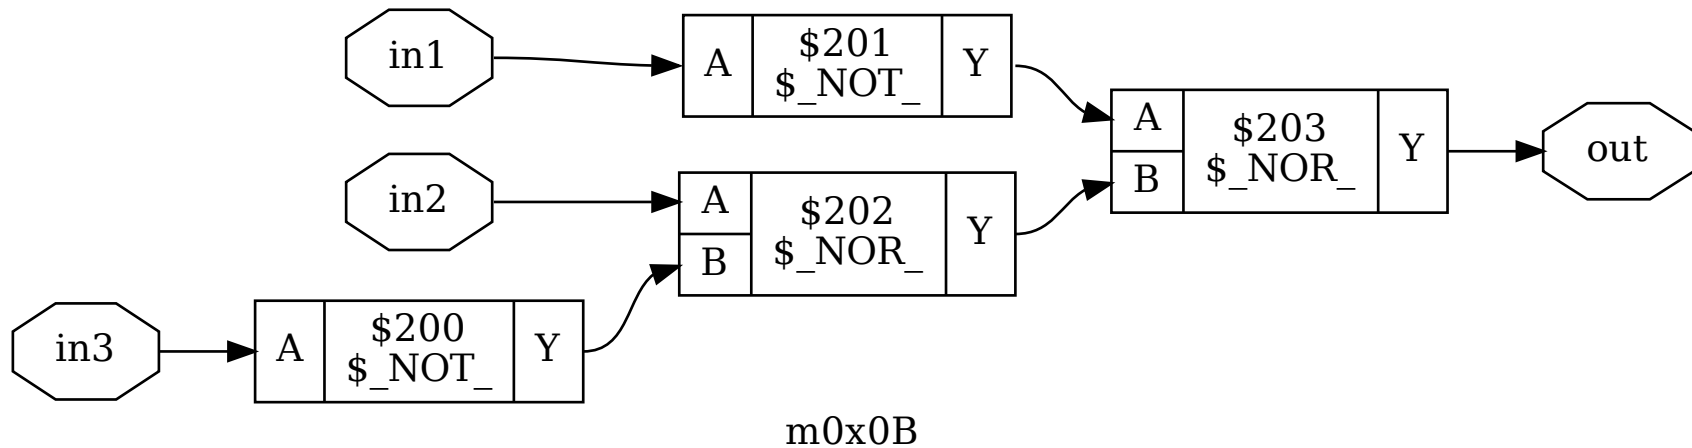 in1
A
$201
$_NOT_
Y
in2
A
B
$202
$_NOR_
Y
in3
A
$200
$_NOT_
Y
A
B
$203
$_NOR_
Y
out
m0x0B